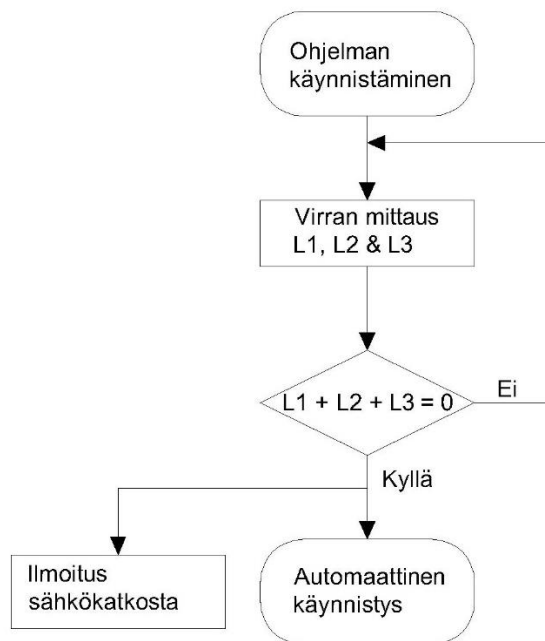 Ohjelman
käynnistäminen
Virran mittaus
L1, L2 & L3
L1 + L2 + L3 = 0
Ei
Kyllä
Ilmoitus
sähkökatkosta
Automaattinen
käynnistys